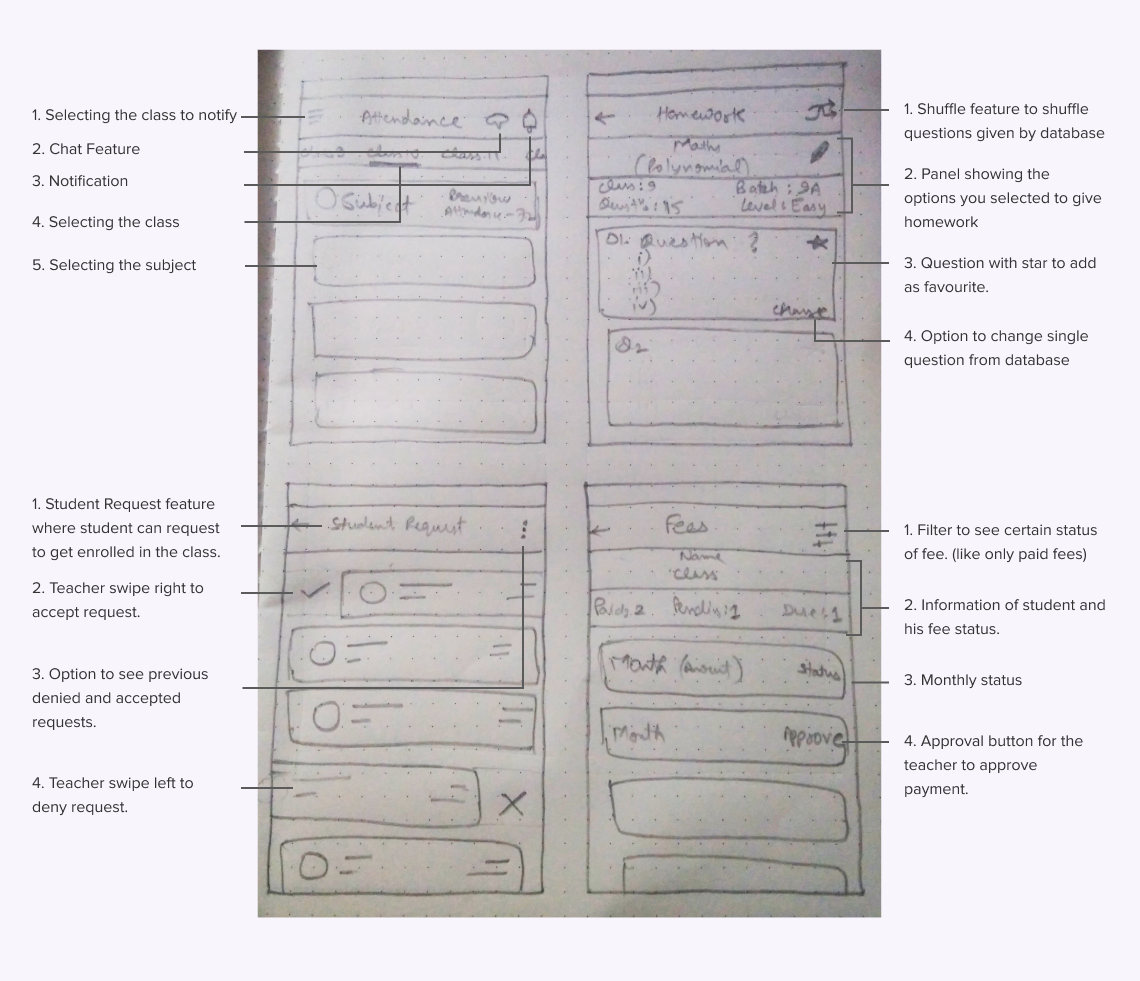 1. Selecting the class to notify
2. Chat Feature
3. Notification
4. Selecting the class
5. Selecting the subject
Attendance
Class 10 Class 11 Cla
Subject
Attendance - 72
Homework
Maths
(Polynomial)
Class : 9 Batch : 9A
: 15 Level : Easy
Q1. Question ?
i)
ii)
iii)
iv)
Change
Q2
1. Shuffle feature to shuffle
questions given by database
2. Panel showing the
options you selected to give
homework
3. Question with star to add
as favourite.
4. Option to change single
question from database
1. Student Request feature
where student can request
to get enrolled in the class.
2. Teacher swipe right to
accept request.
3. Option to see previous
denied and accepted
requests.
4. Teacher swipe left to
deny request.
Student Request
Fees
Name
Class
Paid: 2 Pendin: 1 Due: 1
Month (Amount) Status
Month Approve
1. Filter to see certain status
of fee. (like only paid fees)
2. Information of student and
his fee status.
3. Monthly status
4. Approval button for the
teacher to approve
payment.